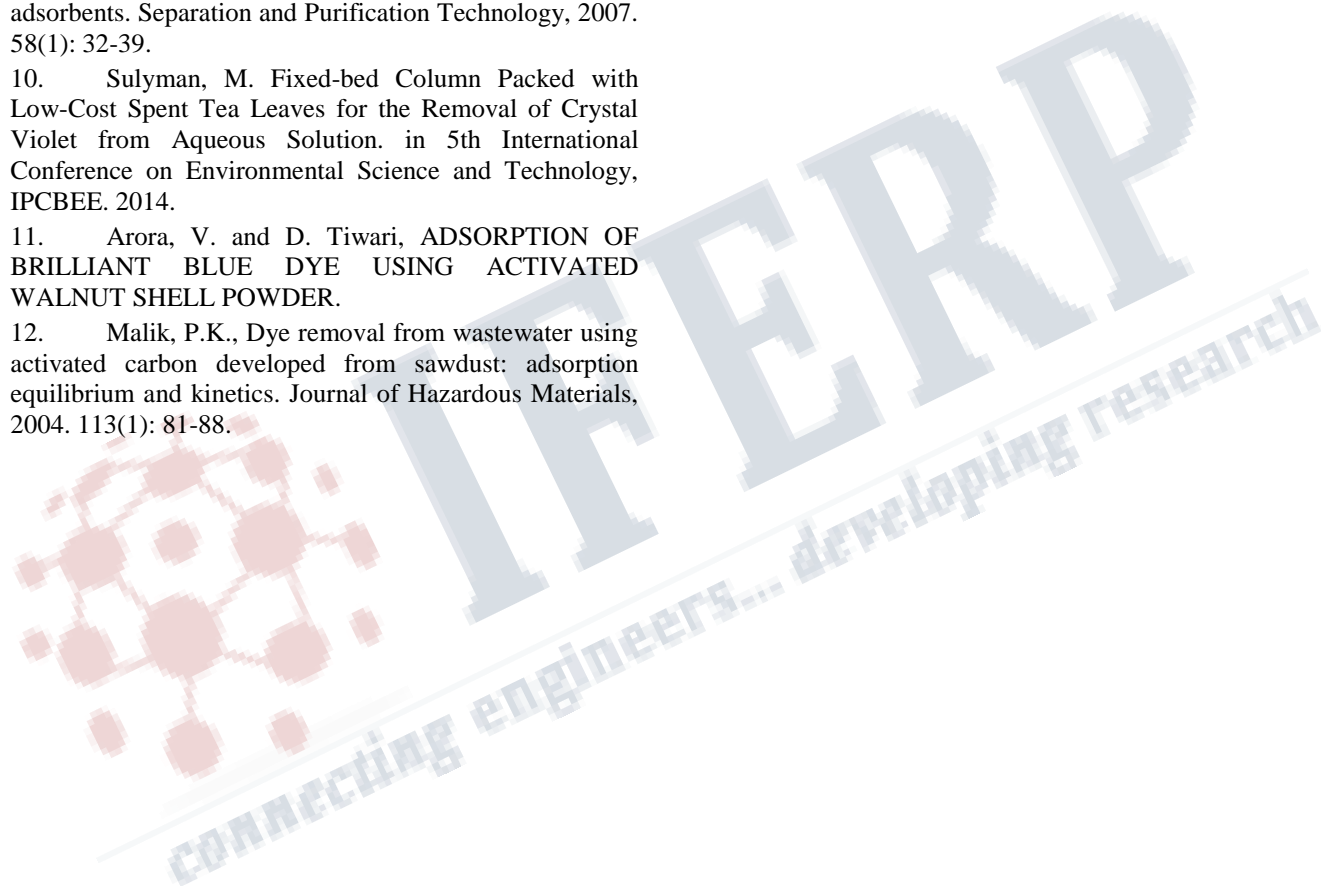 adsorbents. Separation and Purification Technology, 2007.
58(1): 32-39.
10. Sulyman, M. Fixed-bed Column Packed with
Low-Cost Spent Tea Leaves for the Removal of Crystal
Violet from Aqueous Solution. in 5th International
Conference on Environmental Science and Technology,
IPCBEE. 2014.
11. Arora, V. and D. Tiwari, ADSORPTION OF
BRILLIANT BLUE DYE USING ACTIVATED
WALNUT SHELL POWDER.
12. Malik, P.K., Dye removal from wastewater using
activated carbon developed from sawdust: adsorption
equilibrium and kinetics. Journal of Hazardous Materials,
2004. 113(1): 81-88.
IFERP
connecting engineers... developing research